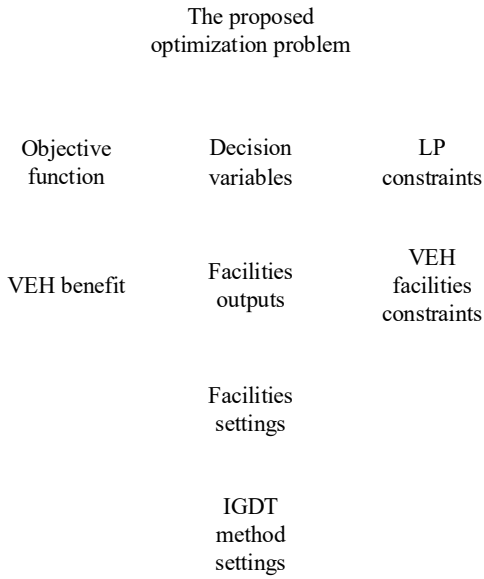 The proposed
optimization problem
Objective
function
Decision
variables
LP
constraints
VEH benefit
Facilities
outputs
VEH
facilities
constraints
Facilities
settings
IGDT
method
settings